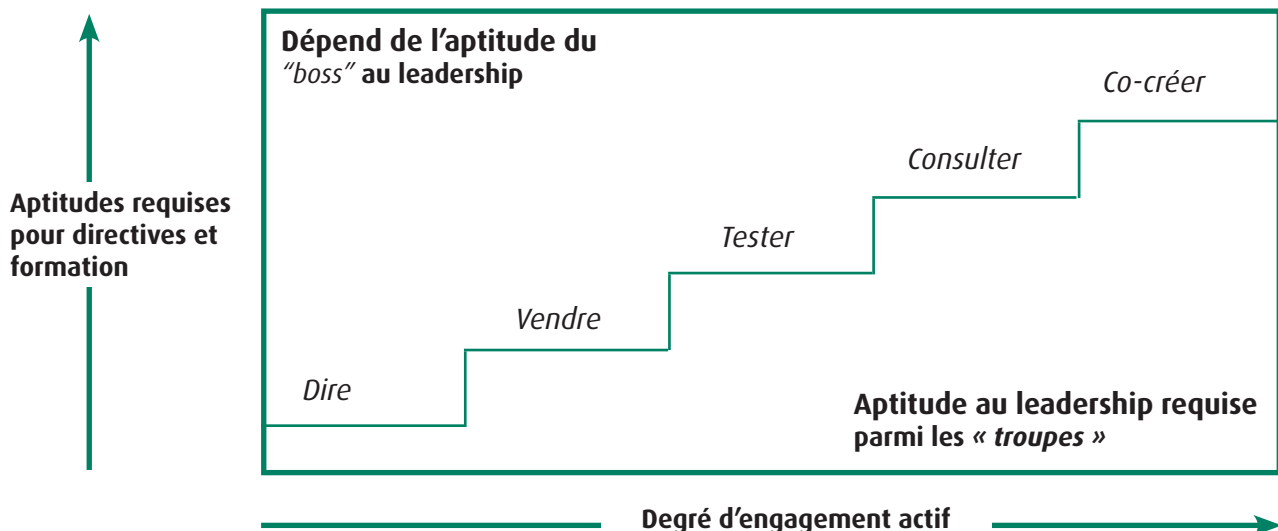 Dépend de l’aptitude du
“boss” au leadership
Co-créer
Consulter
Aptitudes requises
pour directives et
formation
Tester
Vendre
Dire
Aptitude au leadership requise
parmi les « troupes »
Degré d’engagement actif